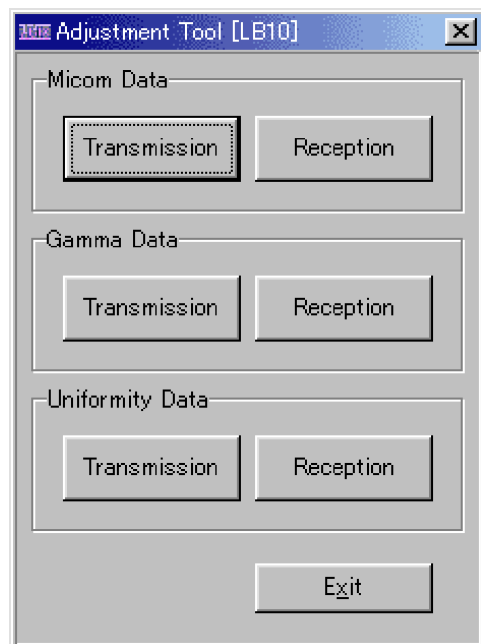 Adjustment Tool [LB10]
Micom Data
Transmission Reception
Gamma Data
Transmission Reception
Uniformity Data
Transmission Reception
Exit